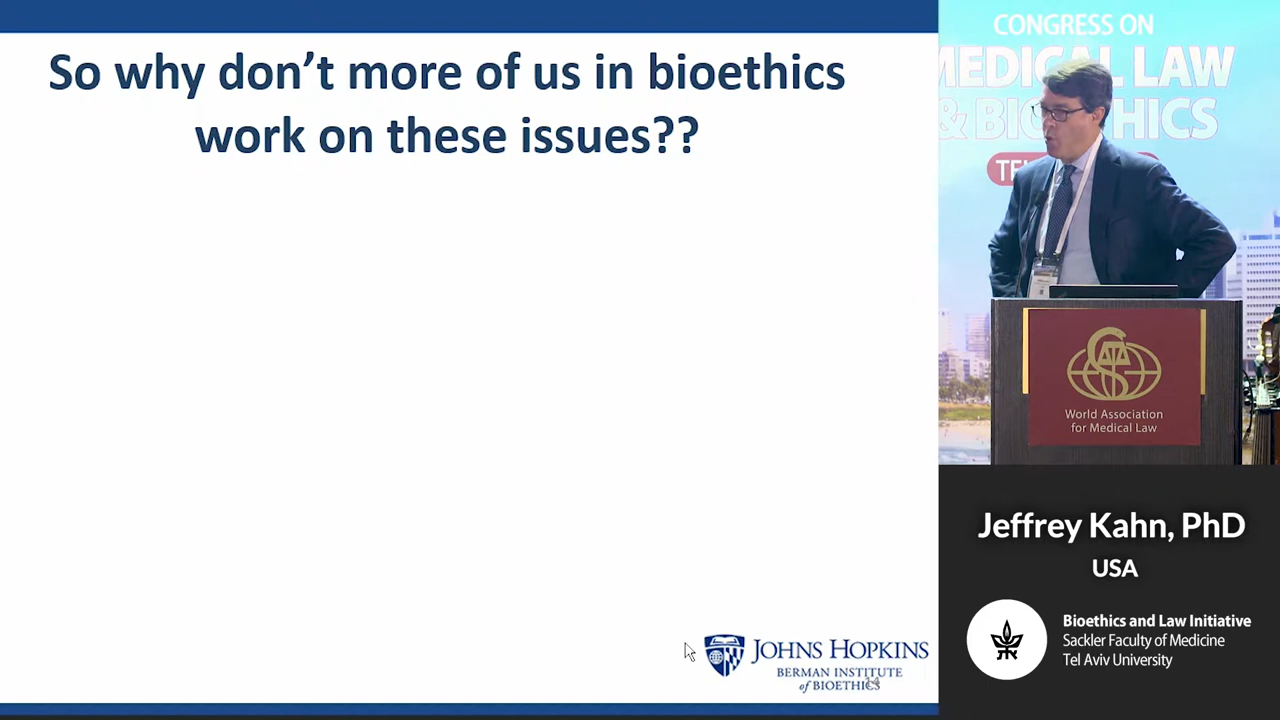 So why don't more of us in bioethics
work on these issues??
JOHNS HOPKINS
BERMAN INSTITUTE
of BIOETHICS
CONGRESS ON
MEDICAL LAW
& BIOETHICS
World Association
for Medical Law
Jeffrey Kahn, PhD
USA
Bioethics and Law Initiative
Sackler Faculty of Medicine
Tel Aviv University